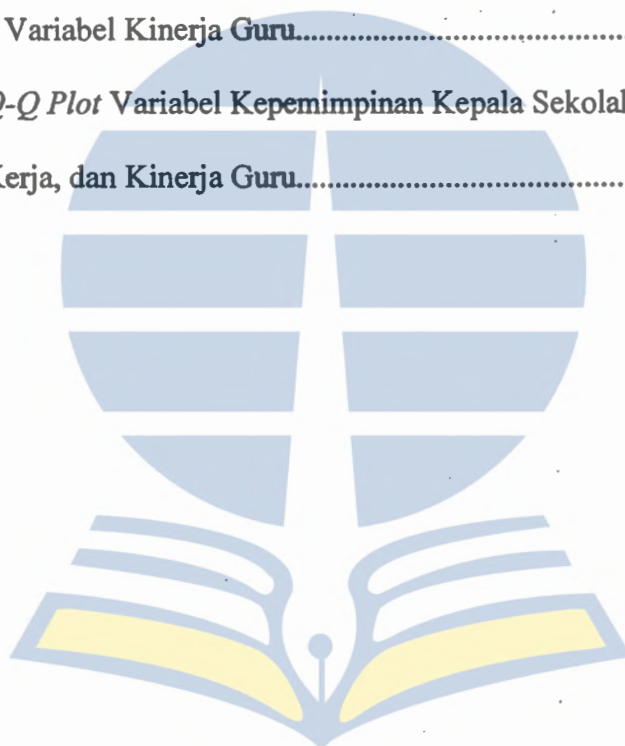 Variabel Kinerja Guru........................................
Q-Q Plot Variabel Kepemimpinan Kepala Sekolah
Kerja, dan Kinerja Guru........................................